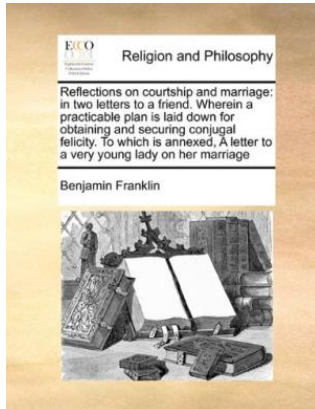 ECCO
Religion and Philosophy
Reflections on courtship and marriage:
in two letters to a friend. Wherein a
practicable plan is laid down for
obtaining and securing conjugal
felicity. To which is annexed, A letter to
a very young lady on her marriage
Benjamin Franklin